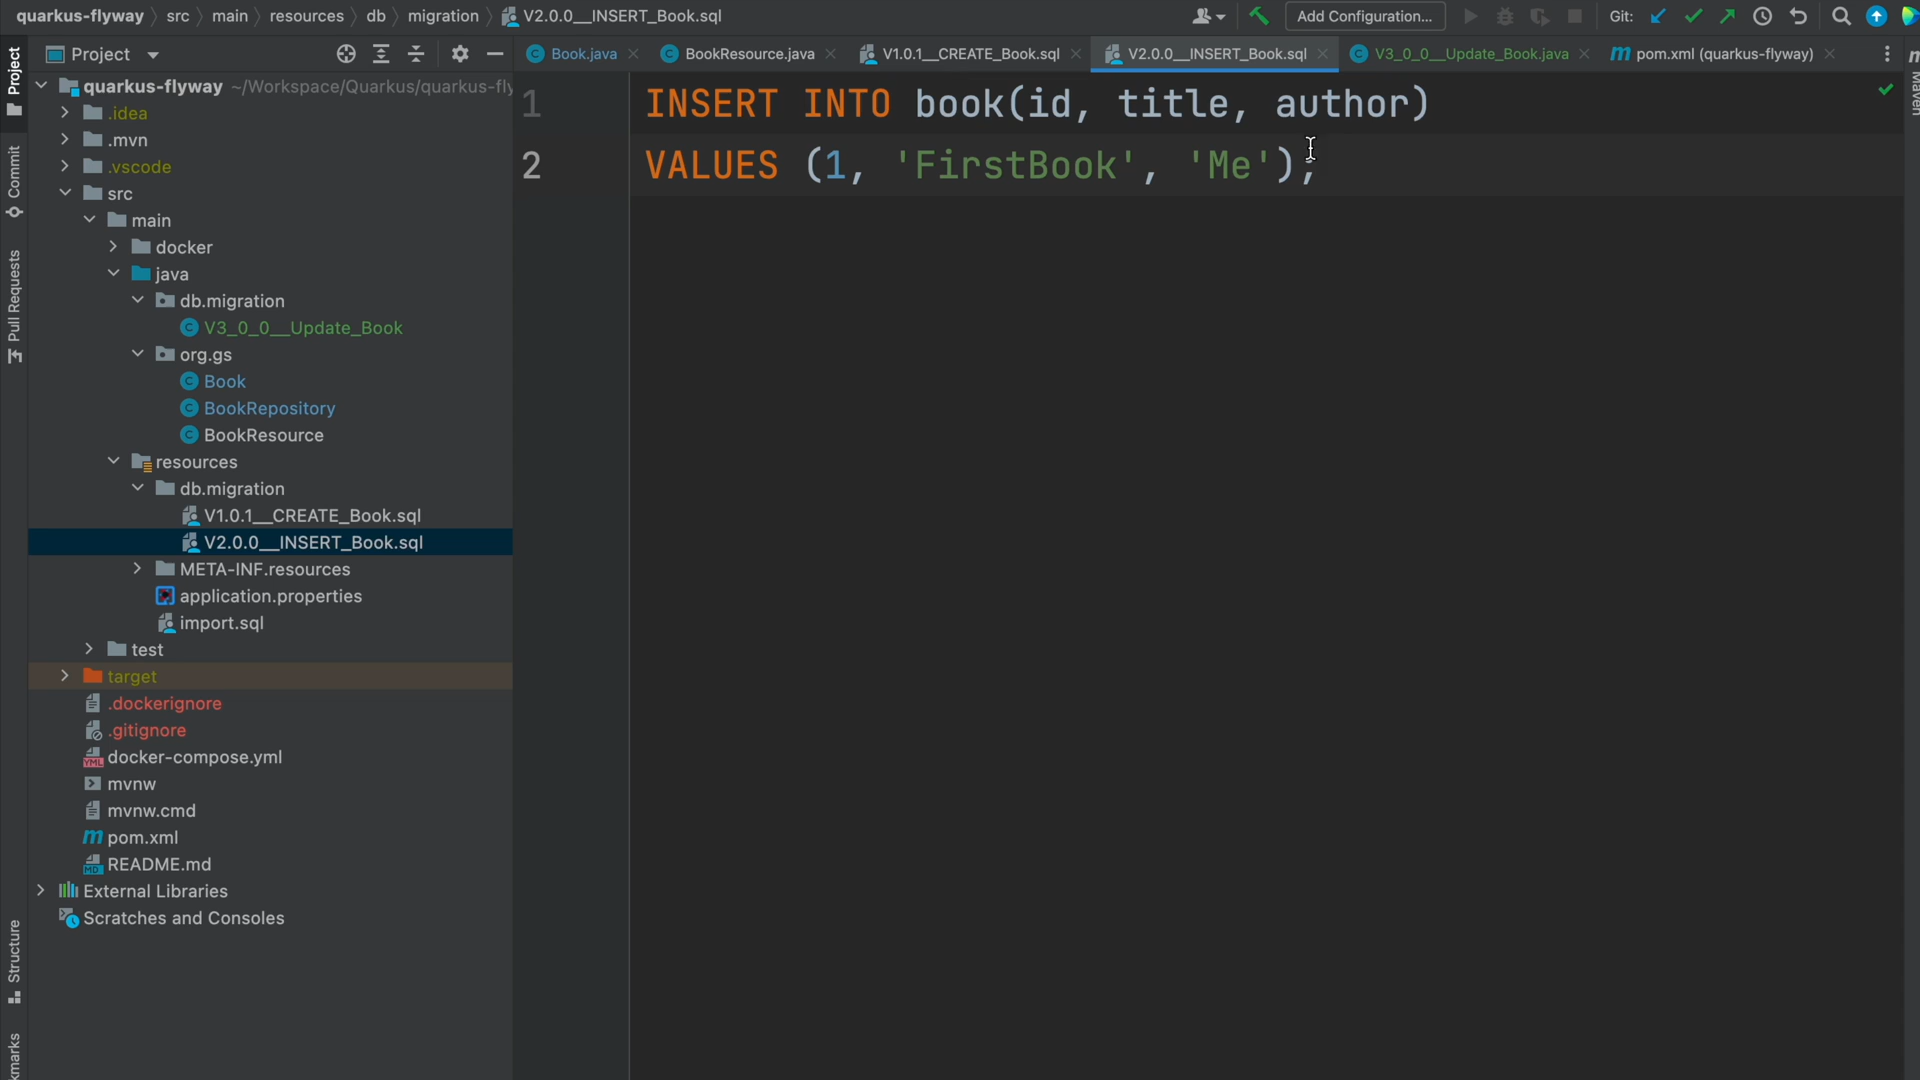 quarkus-flyway src main resources db migration V2.0.0__INSERT_Book.sql
Add Configuration...
Git:
Project
Book.java
BookResource.java
V1.0.1__CREATE_Book.sql
V2.0.0__INSERT_Book.sql
V3_0_0__Update_Book.java
pom.xml (quarkus-flyway)
Project
Commit
Pull Requests
Structure
Maven
quarkus-flyway ~/Workspace/Quarkus/quarkus-fly
.idea
.mvn
.vscode
src
main
docker
java
db.migration
V3_0_0__Update_Book
org.gs
Book
BookRepository
BookResource
resources
db.migration
V1.0.1__CREATE_Book.sql
V2.0.0__INSERT_Book.sql
META-INF.resources
application.properties
import.sql
test
target
.dockerignore
.gitignore
docker-compose.yml
mvnw
mvnw.cmd
pom.xml
README.md
External Libraries
Scratches and Consoles
1 INSERT INTO book(id, title, author)
2 VALUES (1, 'FirstBook', 'Me');